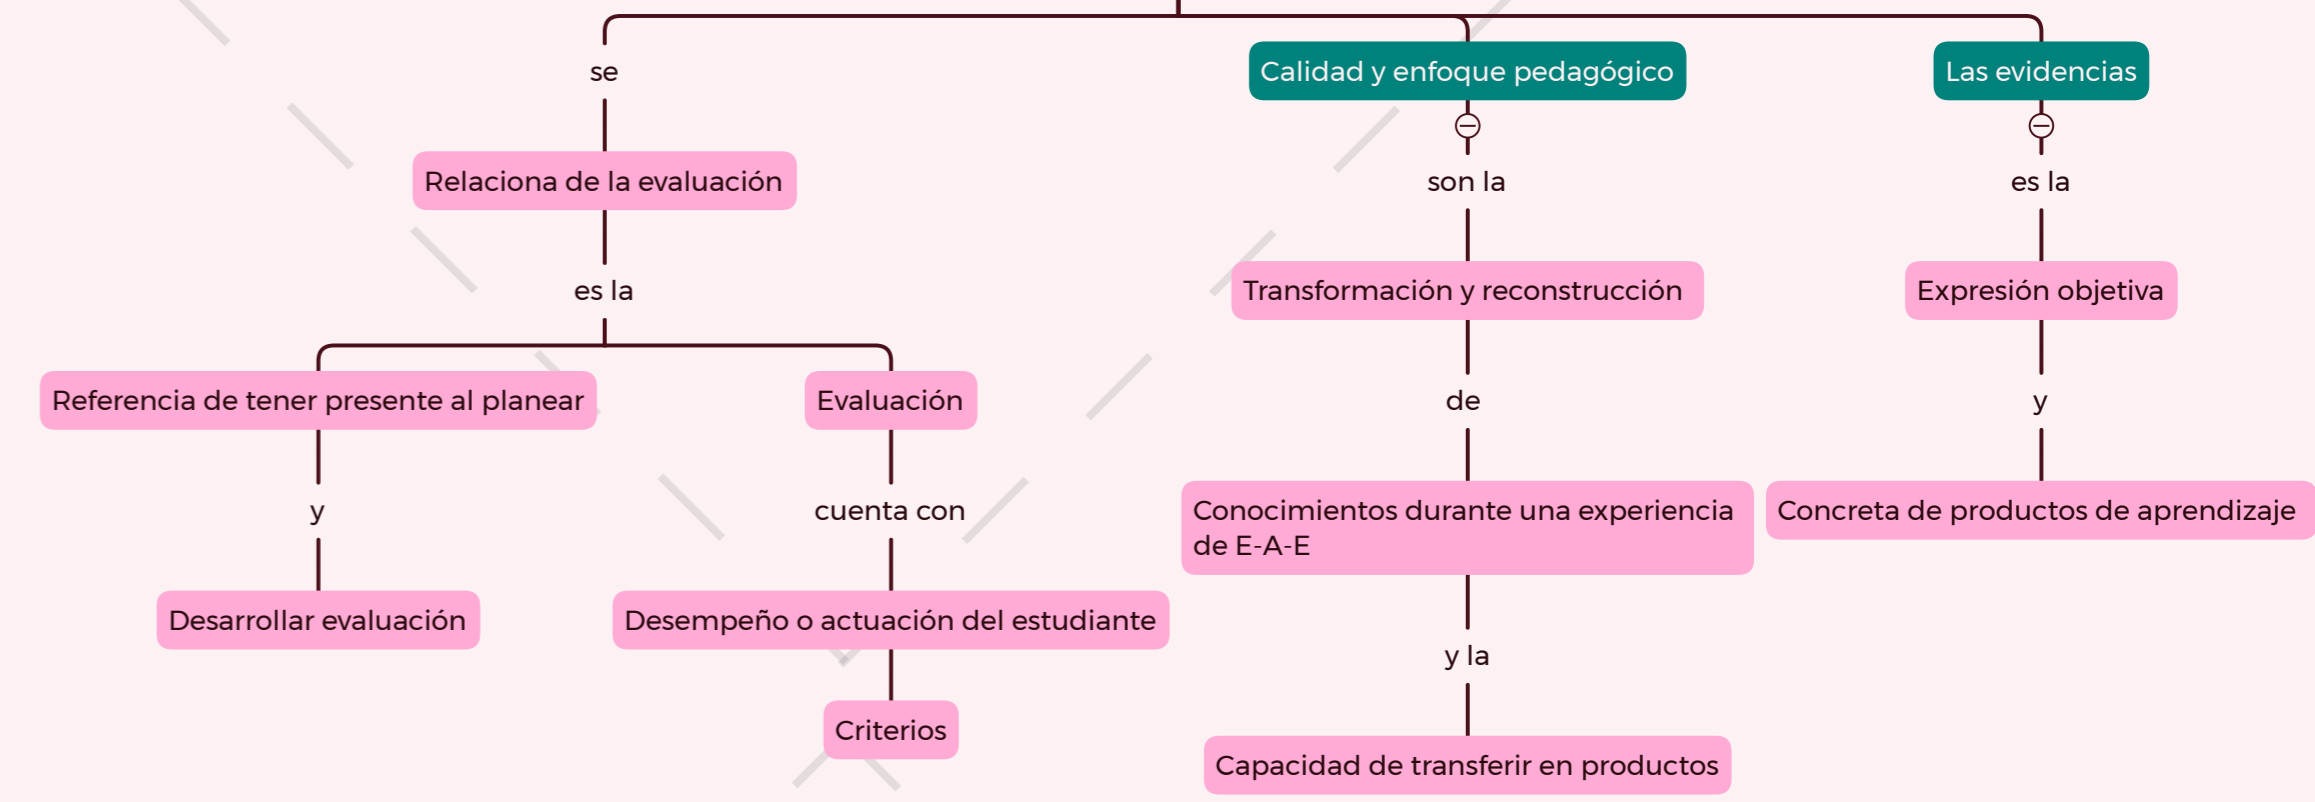 se
Relaciona de la evaluación
es la
Referencia de tener presente al planear
y
Desarrollar evaluación
Evaluación
cuenta con
Desempeño o actuación del estudiante
Criterios
Calidad y enfoque pedagógico
son la
Transformación y reconstrucción
de
Conocimientos durante una experiencia
de E-A-E
y la
Capacidad de transferir en productos
Las evidencias
es la
Expresión objetiva
y
Concreta de productos de aprendizaje